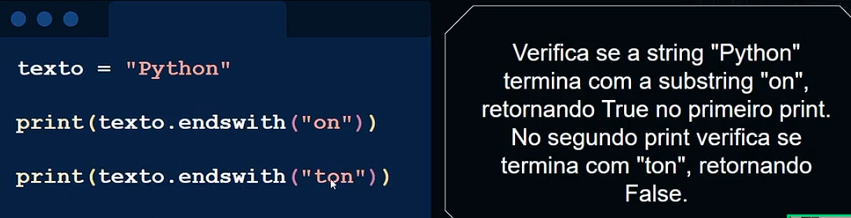 texto = "Python"
print(texto.endswith("on"))
print(texto.endswith("ton"))
Verifica se a string "Python"
termina com a substring "on",
retornando True no primeiro print.
No segundo print verifica se
termina com "ton", retornando
False.